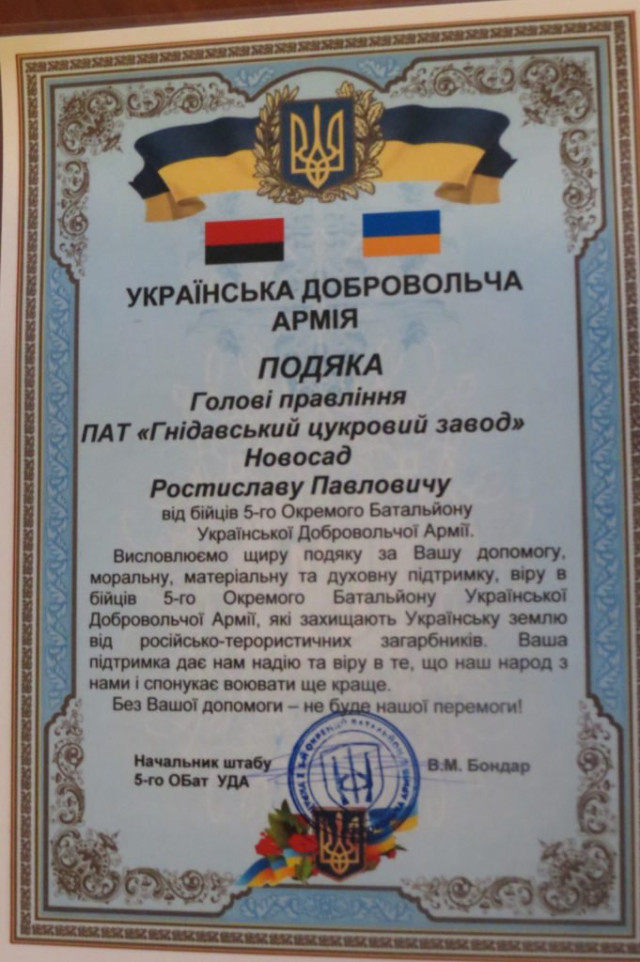 УКРАЇНСЬКА ДОБРОВОЛЬЧА
АРМІЯ
ПОДЯКА
Голові правління
ПАТ «Гнідавський цукровий завод»
Новосад
Ростиславу Павловичу
від бійців 5-го Окремого Батальйону
Української Добровольчої Армії.
Висловлюємо щиру подяку за Вашу допомогу,
моральну, матеріальну та духовну підтримку, віру в
бійців 5-го Окремого Батальйону Української
Добровольчої Армії, які захищають Українську землю
від російсько-терористичних загарбників. Ваша
підтримка дає нам надію та віру в те, що наш народ з
нами і спонукає воювати ще краще.
Без Вашої допомоги – не буде нашої перемоги!
Начальник штабу
5-го ОБат УДА
В.М. Бондар